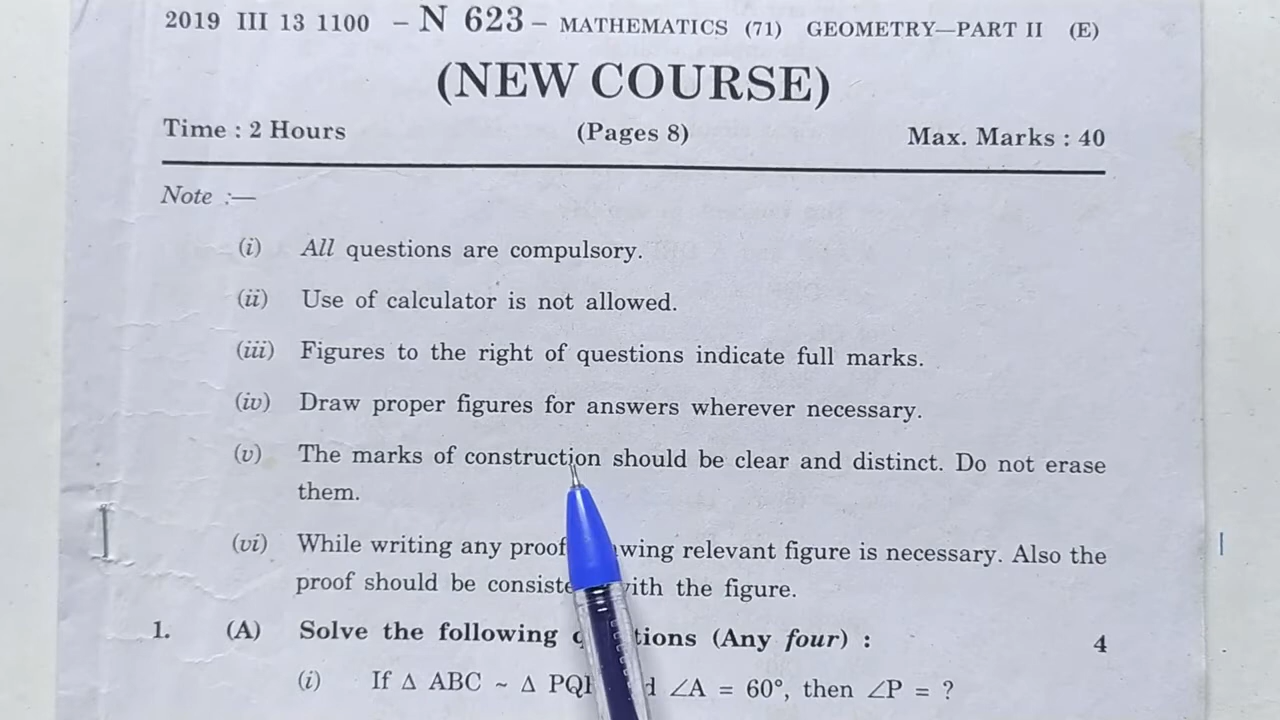 2019 III 13 1100 – N 623 – MATHEMATICS (71) GEOMETRY—PART II (E)
(NEW COURSE)
Time : 2 Hours (Pages 8) Max. Marks : 40
Note :—
(i) All questions are compulsory.
(ii) Use of calculator is not allowed.
(iii) Figures to the right of questions indicate full marks.
(iv) Draw proper figures for answers wherever necessary.
(v) The marks of construction should be clear and distinct. Do not erase
them.
(vi) While writing any proof relevant figure is necessary. Also the
proof should be with the figure.
1. (A) Solve the following (Any four) : 4
(i) If Δ ABC ~ Δ ∠A = 60°, then ∠P = ?